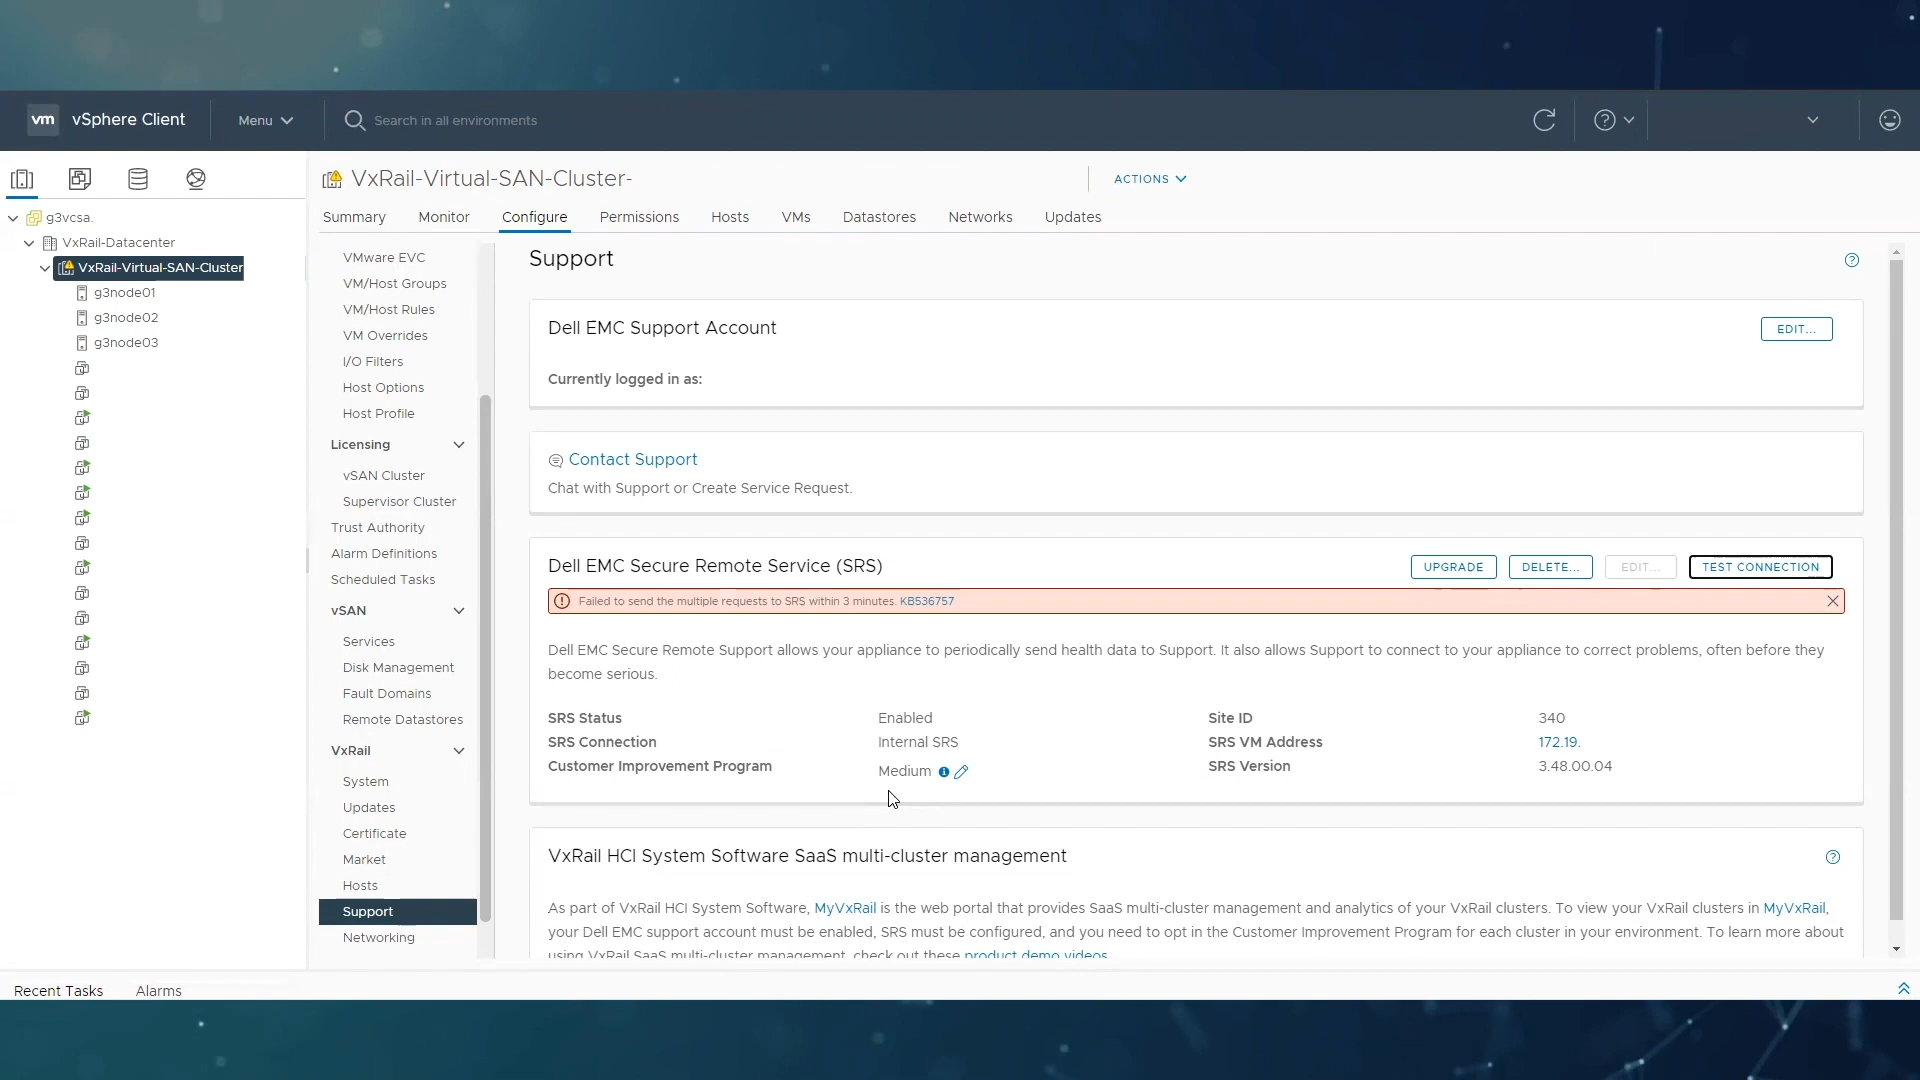 vm vSphere Client Menu Search in all environments
VxRail-Virtual-SAN-Cluster- ACTIONS
Summary Monitor Configure Permissions Hosts VMs Datastores Networks Updates
g3vcsa.
VxRail-Datacenter
VxRail-Virtual-SAN-Cluster
g3node01
g3node02
g3node03
VMware EVC
VM/Host Groups
VM/Host Rules
VM Overrides
I/O Filters
Host Options
Host Profile
Licensing
vSAN Cluster
Supervisor Cluster
Trust Authority
Alarm Definitions
Scheduled Tasks
vSAN
Services
Disk Management
Fault Domains
Remote Datastores
VxRail
System
Updates
Certificate
Market
Hosts
Support
Networking
Support
Dell EMC Support Account EDIT...
Currently logged in as:
Contact Support
Chat with Support or Create Service Request.
Dell EMC Secure Remote Service (SRS) UPGRADE DELETE... EDIT... TEST CONNECTION
Failed to send the multiple requests to SRS within 3 minutes. KB536757
Dell EMC Secure Remote Support allows your appliance to periodically send health data to Support. It also allows Support to connect to your appliance to correct problems, often before they
become serious.
SRS Status Enabled Site ID 340
SRS Connection Internal SRS SRS VM Address 172.19.
Customer Improvement Program Medium SRS Version 3.48.00.04
VxRail HCI System Software SaaS multi-cluster management
As part of VxRail HCI System Software, MyVxRail is the web portal that provides SaaS multi-cluster management and analytics of your VxRail clusters. To view your VxRail clusters in MyVxRail,
your Dell EMC support account must be enabled, SRS must be configured, and you need to opt in the Customer Improvement Program for each cluster in your environment. To learn more about
using VxRail SaaS multi-cluster management, check out these product demo videos.
Recent Tasks Alarms